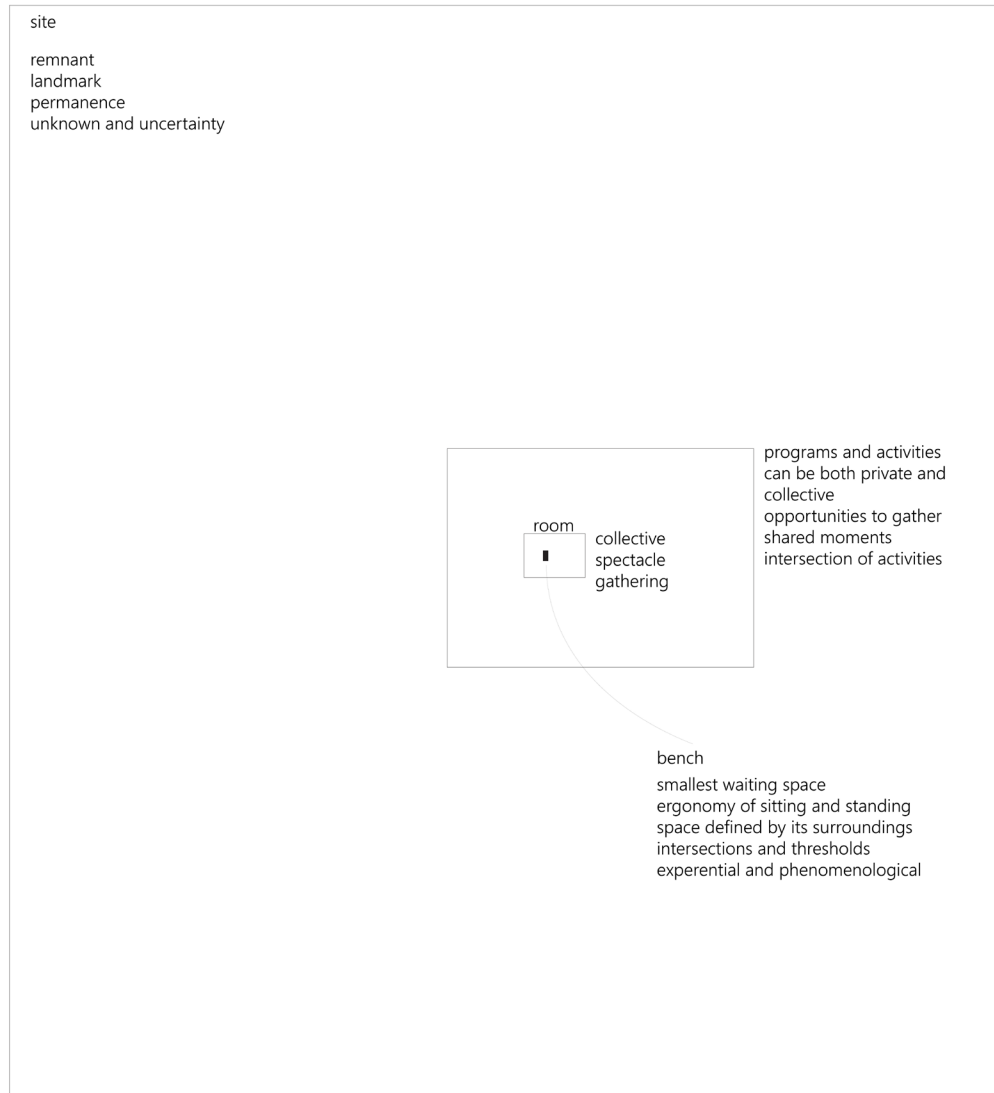 site
remnant
landmark
permanence
unknown and uncertainty
programs and activities
can be both private and
collective
opportunities to gather
shared moments
intersection of activities
room
collective
spectacle
gathering
bench
smallest waiting space
ergonomy of sitting and standing
space defined by its surroundings
intersections and thresholds
experential and phenomenological